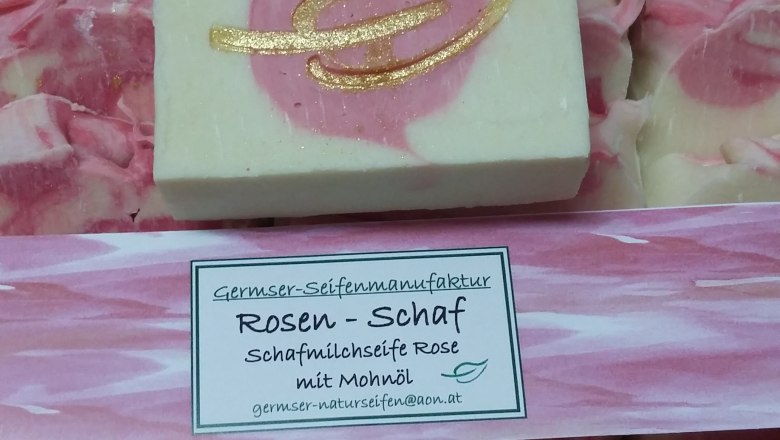 Germser-Seifenmanufaktur
Rosen - Schaf
Schafmilchseife Rose
mit Mohnöl
germser-naturseifen@aon.at